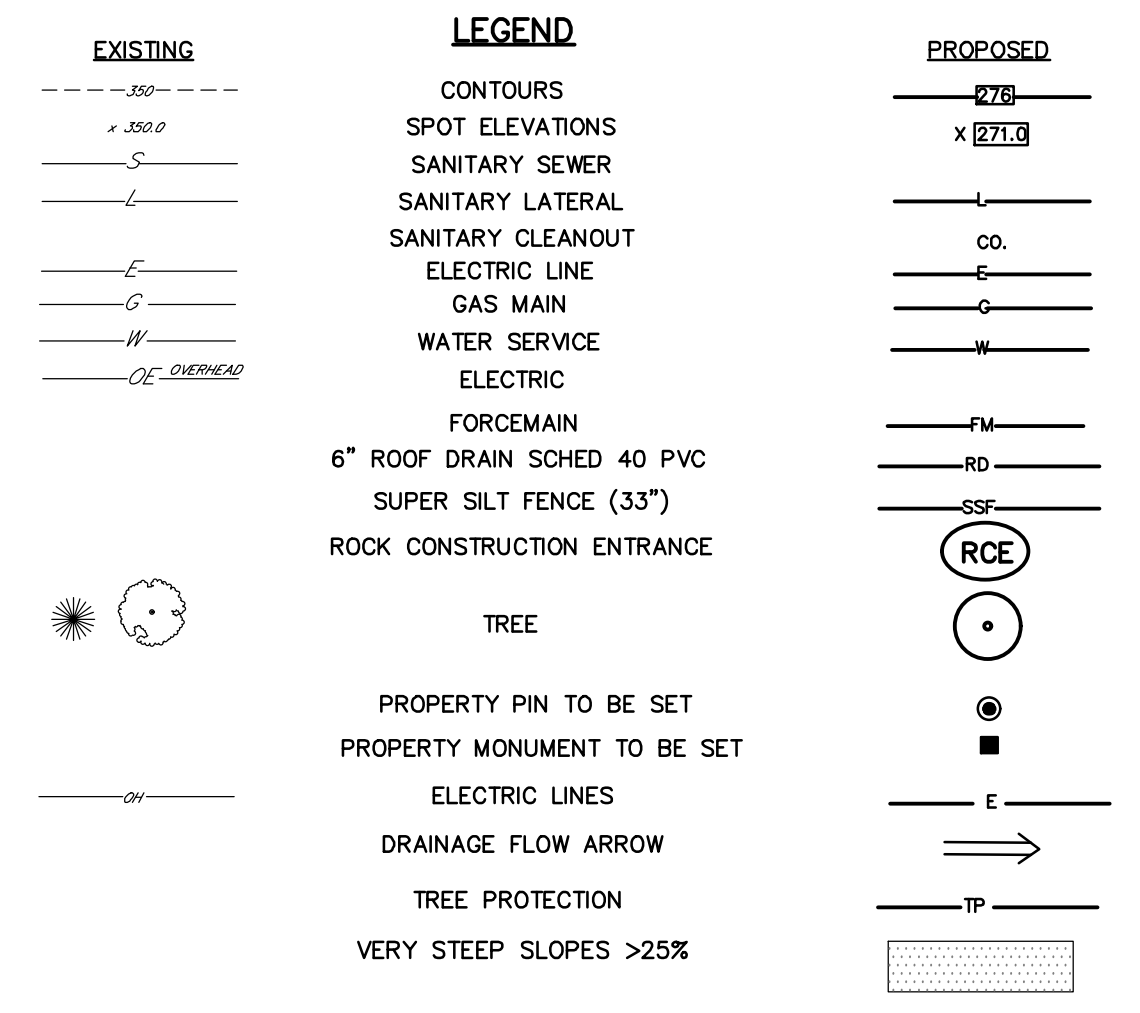 LEGEND
EXISTING PROPOSED
350 CONTOURS 276
x 350.0 SPOT ELEVATIONS X 271.0
S SANITARY SEWER
L SANITARY LATERAL L
SANITARY CLEANOUT CO.
E ELECTRIC LINE E
G GAS MAIN G
W WATER SERVICE W
OE OVERHEAD ELECTRIC
FORCEMAIN FM
6" ROOF DRAIN SCHED 40 PVC RD
SUPER SILT FENCE (33") SSF
ROCK CONSTRUCTION ENTRANCE RCE
TREE
PROPERTY PIN TO BE SET
PROPERTY MONUMENT TO BE SET
OH ELECTRIC LINES E
DRAINAGE FLOW ARROW
TREE PROTECTION TP
VERY STEEP SLOPES >25%